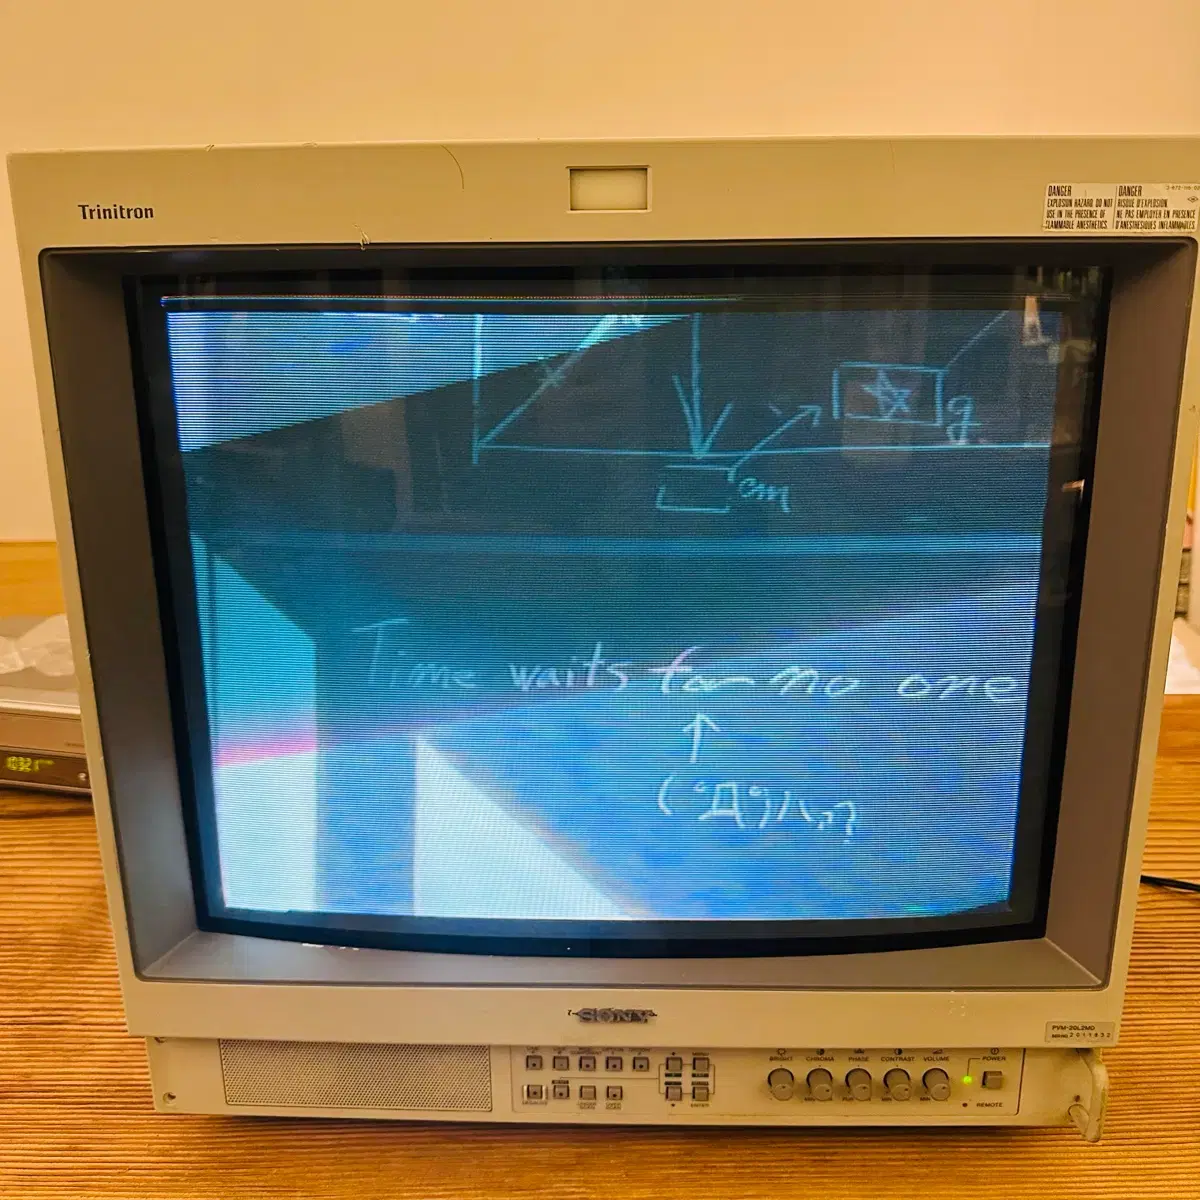 Trinitron
DANGER
EXPLOSION HAZARD. DO NOT
USE IN THE PRESENCE OF
FLAMMABLE ANESTHETICS.
DANGER
RISQUE D'EXPLOSION
NE PAS EMPLOYER EN PRESENCE
D'ANESTHESIQUES INFLAMMABLES
g
cm
Time waits for no one
↑
(゚Д゚)ハァ?
SONY
PVM-20L2MD
2011832
BRIGHT CHROMA PHASE CONTRAST VOLUME
POWER
ENTER
REMOTE